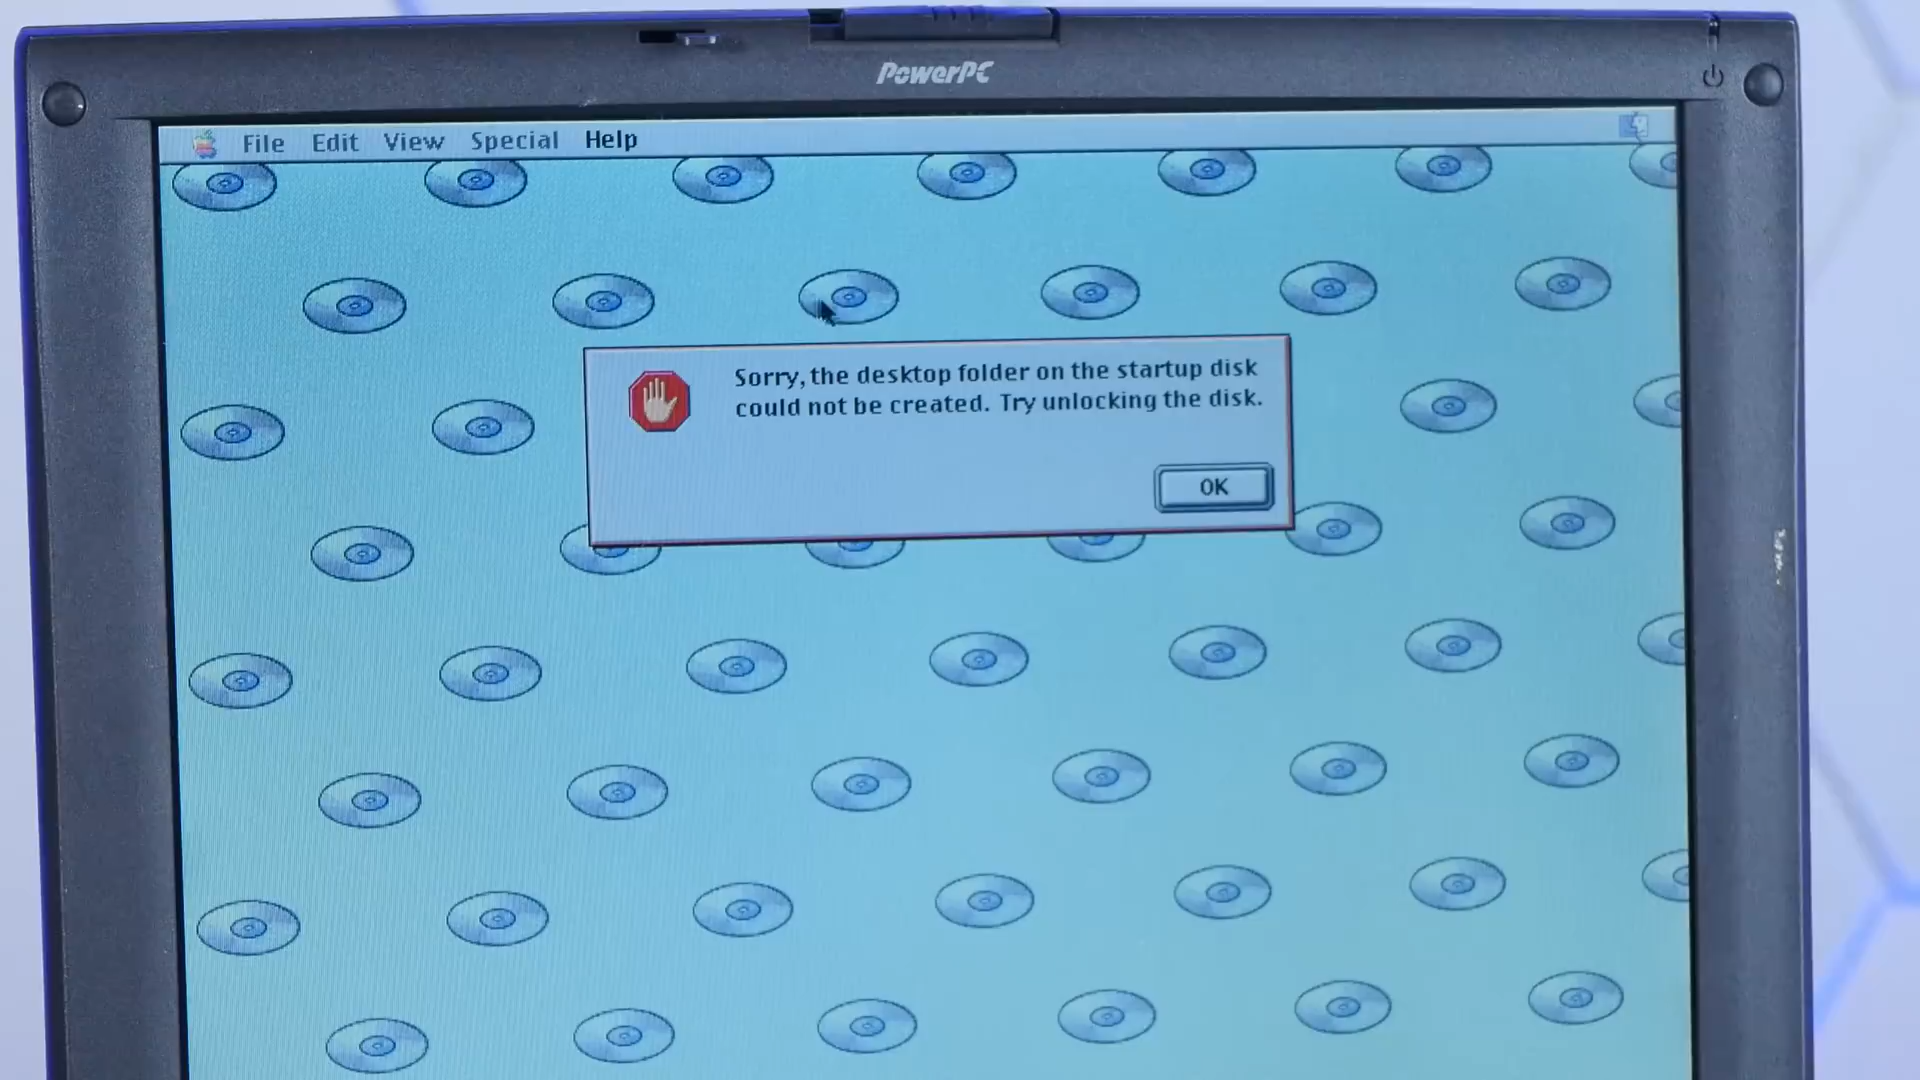 PowerPC
File Edit View Special Help
Sorry, the desktop folder on the startup disk
could not be created. Try unlocking the disk.
OK